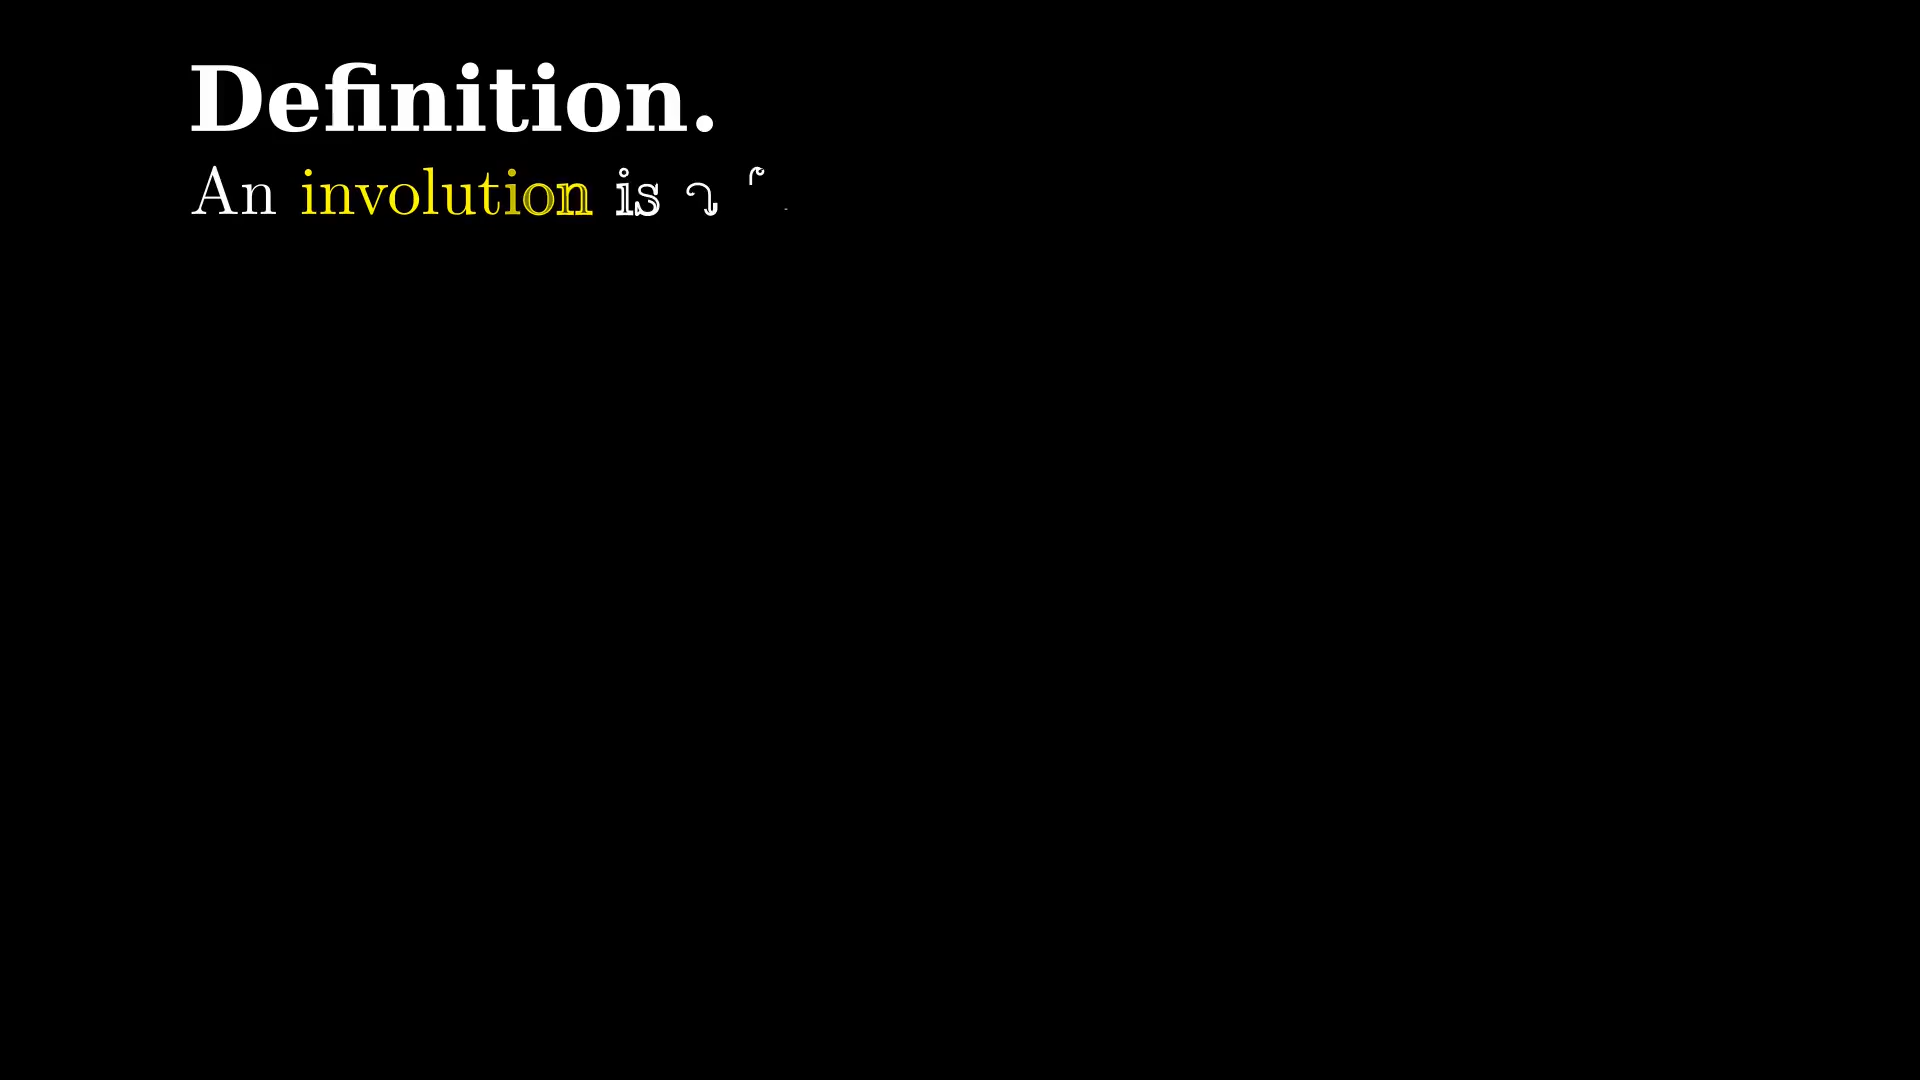 Definition.
An involution is a